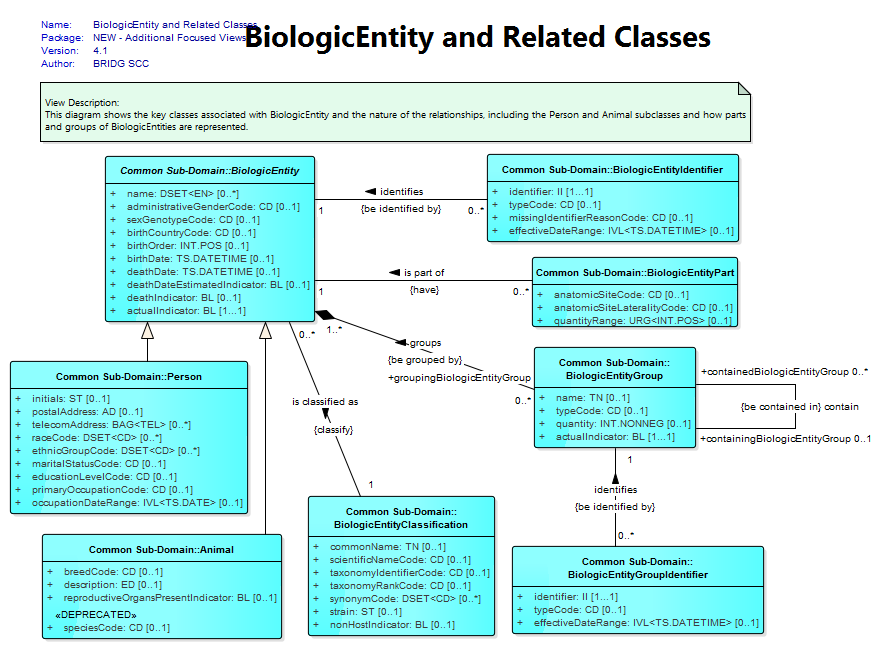 Name: BiologicEntity and Related Classes
Package: NEW - Additional Focused Views
Version: 4.1
Author: BRIDG SCC
BiologicEntity and Related Classes
View Description:
This diagram shows the key classes associated with BiologicEntity and the nature of the relationships, including the Person and Animal subclasses and how parts
and groups of BiologicEntities are represented.
Common Sub-Domain::BiologicEntity
+ name: DSET<EN> [0..*]
+ administrativeGenderCode: CD [0..1]
+ sexGenotypeCode: CD [0..1]
+ birthCountryCode: CD [0..1]
+ birthOrder: INT.POS [0..1]
+ birthDate: TS.DATETIME [0..1]
+ deathDate: TS.DATETIME [0..1]
+ deathDateEstimatedIndicator: BL [0..1]
+ deathIndicator: BL [0..1]
+ actualIndicator: BL [1...1]
identifies
1
{be identified by}
0..*
Common Sub-Domain::BiologicEntityIdentifier
+ identifier: II [1...1]
+ typeCode: CD [0..1]
+ missingIdentifierReasonCode: CD [0..1]
+ effectiveDateRange: IVL<TS.DATETIME> [0..1]
is part of
1
{have}
0..*
Common Sub-Domain::BiologicEntityPart
+ anatomicSiteCode: CD [0..1]
+ anatomicSiteLateralityCode: CD [0..1]
+ quantityRange: URG<INT.POS> [0..1]
0..*
1..*
groups
{be grouped by}
+groupingBiologicEntityGroup
0..*
Common Sub-Domain::
BiologicEntityGroup
+ name: TN [0..1]
+ typeCode: CD [0..1]
+ quantity: INT.NONNEG [0..1]
+ actualIndicator: BL [1...1]
+containedBiologicEntityGroup 0..*
{be contained in} contain
+containingBiologicEntityGroup 0..1
Common Sub-Domain::Person
+ initials: ST [0..1]
+ postalAddress: AD [0..1]
+ telecomAddress: BAG<TEL> [0..*]
+ raceCode: DSET<CD> [0..*]
+ ethnicGroupCode: DSET<CD> [0..*]
+ maritalStatusCode: CD [0..1]
+ educationLevelCode: CD [0..1]
+ primaryOccupationCode: CD [0..1]
+ occupationDateRange: IVL<TS.DATE> [0..1]
is classified as
{classify}
1
1
identifies
{be identified by}
0..*
Common Sub-Domain::
BiologicEntityClassification
+ commonName: TN [0..1]
+ scientificNameCode: CD [0..1]
+ taxonomyIdentifierCode: CD [0..1]
+ taxonomyRankCode: CD [0..1]
+ synonymCode: DSET<CD> [0..*]
+ strain: ST [0..1]
+ nonHostIndicator: BL [0..1]
Common Sub-Domain::Animal
+ breedCode: CD [0..1]
+ description: ED [0..1]
+ reproductiveOrgansPresentIndicator: BL [0..1]
«DEPRECATED»
+ speciesCode: CD [0..1]
Common Sub-Domain::
BiologicEntityGroupIdentifier
+ identifier: II [1...1]
+ typeCode: CD [0..1]
+ effectiveDateRange: IVL<TS.DATETIME> [0..1]